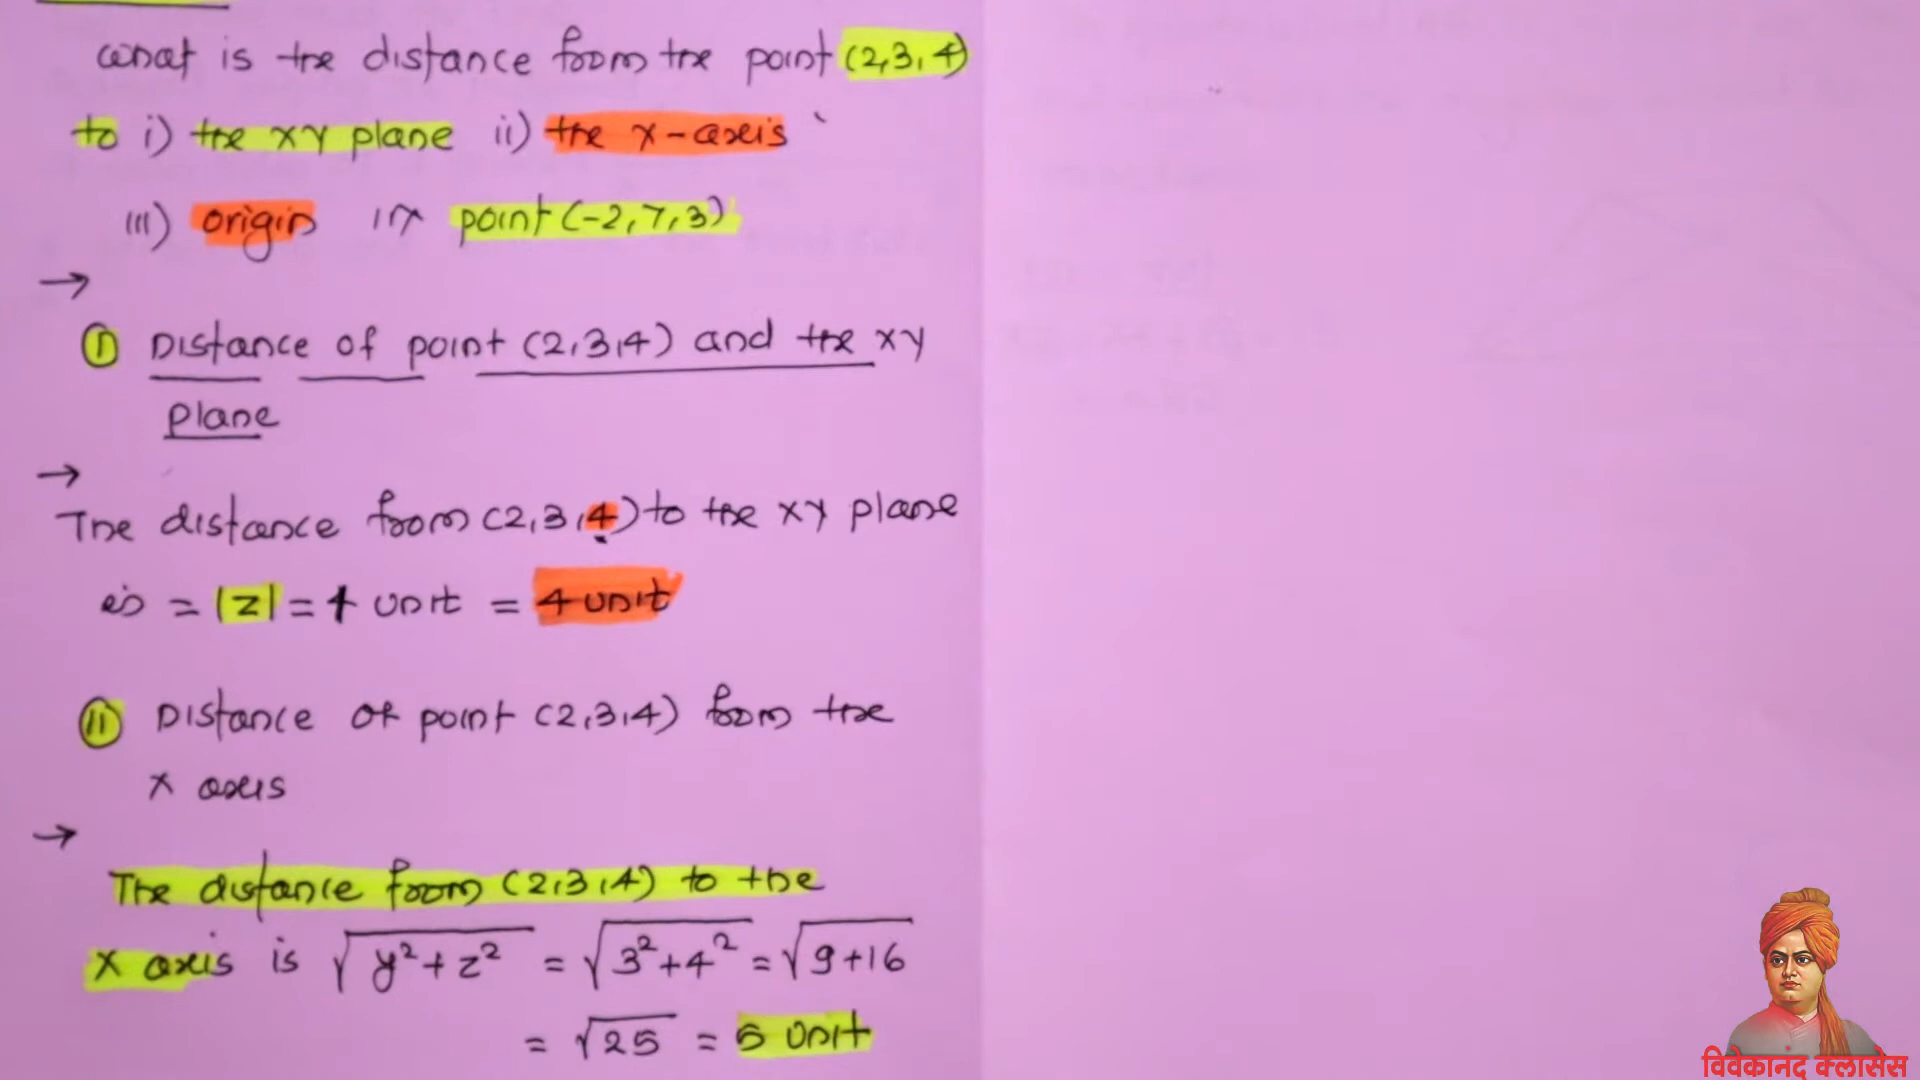 What is the distance from the point (2,3,4)
to i) the XY plane ii) the x-axis
iii) origin iv) point (-2,7,3)
→
① Distance of point (2,3,4) and the xy
plane
→
The distance from (2,3,4) to the xy plane
is = |z| = 4 unit = 4 unit
⑪ Distance of point (2,3,4) from the
x axis
→
The distance from (2,3,4) to the
X axis is √y²+z² = √3²+4² = √9+16
= √25 = 5 unit
विवेकानंद क्लासेस